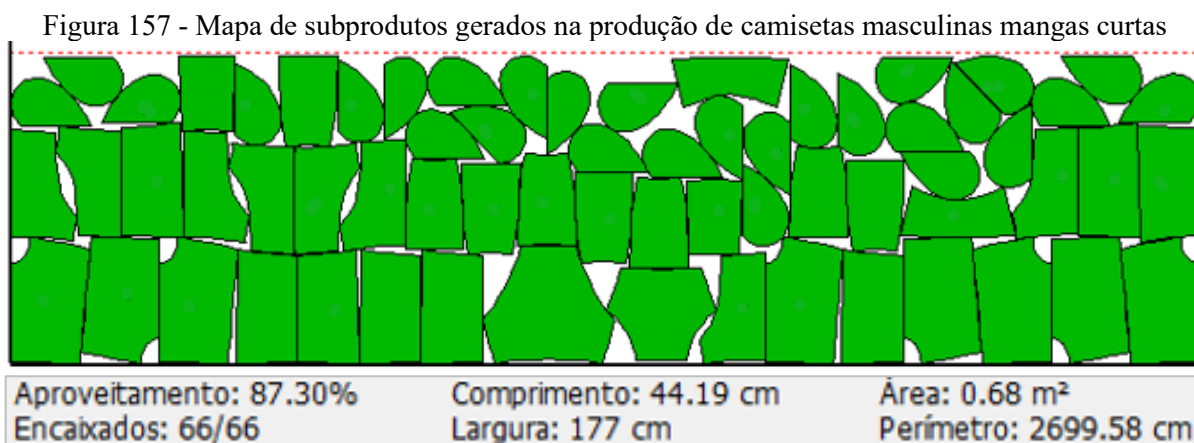 Figura 157 - Mapa de subprodutos gerados na produção de camisetas masculinas mangas curtas
Aproveitamento: 87.30% Comprimento: 44.19 cm Área: 0.68 m²
Encaixados: 66/66 Largura: 177 cm Perímetro: 2699.58 cm